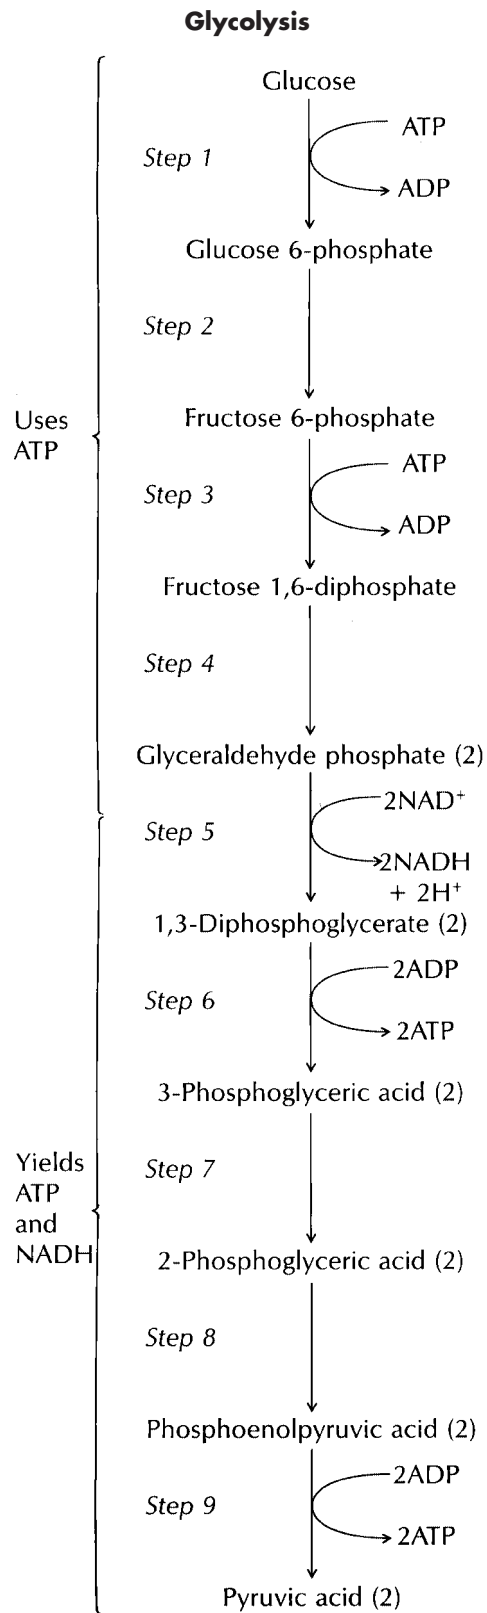 Glycolysis
Glucose
ATP
Step 1
ADP
Glucose 6-phosphate
Step 2
Uses
ATP
Fructose 6-phosphate
ATP
Step 3
ADP
Fructose 1,6-diphosphate
Step 4
Glyceraldehyde phosphate (2)
2NAD⁺
Step 5
2NADH
+ 2H⁺
1,3-Diphosphoglycerate (2)
2ADP
Step 6
2ATP
3-Phosphoglyceric acid (2)
Yields
ATP
and
NADH
Step 7
2-Phosphoglyceric acid (2)
Step 8
Phosphoenolpyruvic acid (2)
2ADP
Step 9
2ATP
Pyruvic acid (2)